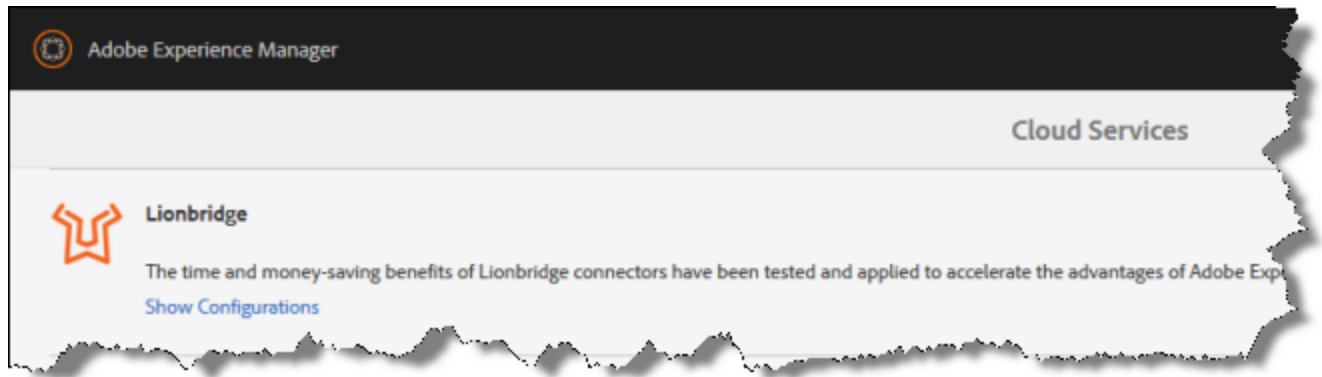 Adobe Experience Manager
Cloud Services
Lionbridge
The time and money-saving benefits of Lionbridge connectors have been tested and applied to accelerate the advantages of Adobe
Show Configurations